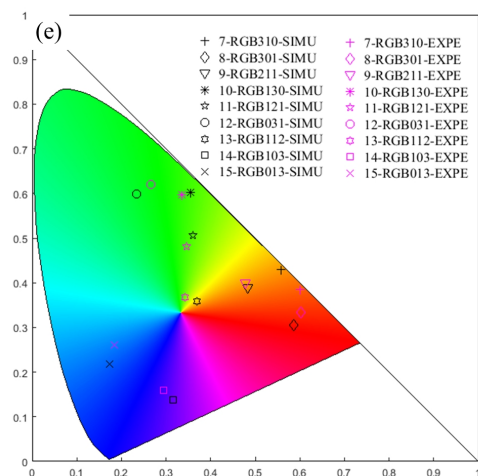 1
(e)
0.9
0.8
0.7
0.6
0.5
0.4
0.3
0.2
0.1
0
7-RGB310-SIMU 7-RGB310-EXPE
8-RGB301-SIMU 8-RGB301-EXPE
9-RGB211-SIMU 9-RGB211-EXPE
10-RGB130-SIMU 10-RGB130-EXPE
11-RGB121-SIMU 11-RGB121-EXPE
12-RGB031-SIMU 12-RGB031-EXPE
13-RGB112-SIMU 13-RGB112-EXPE
14-RGB103-SIMU 14-RGB103-EXPE
15-RGB013-SIMU 15-RGB013-EXPE
0 0.1 0.2 0.3 0.4 0.5 0.6 0.7 0.8 0.9 1